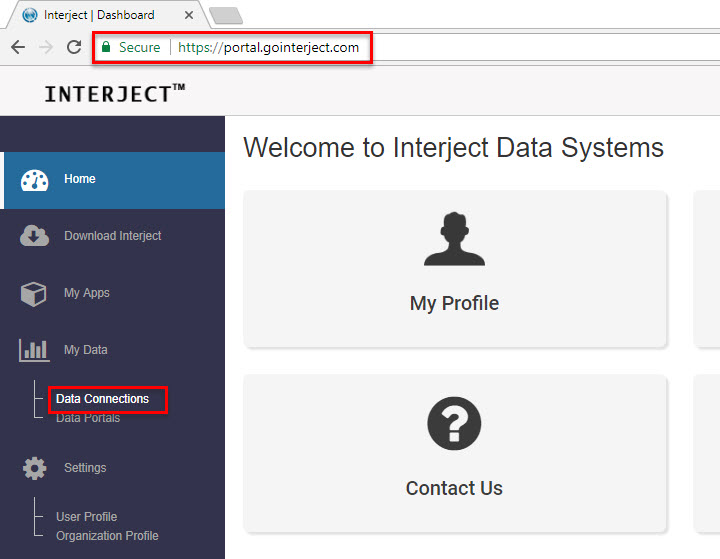 Interject | Dashboard
Secure | https://portal.gointerject.com
INTERJECT™
Home
Download Interject
My Apps
My Data
Data Connections
Data Portals
Settings
User Profile
Organization Profile
Welcome to Interject Data Systems
My Profile
Contact Us